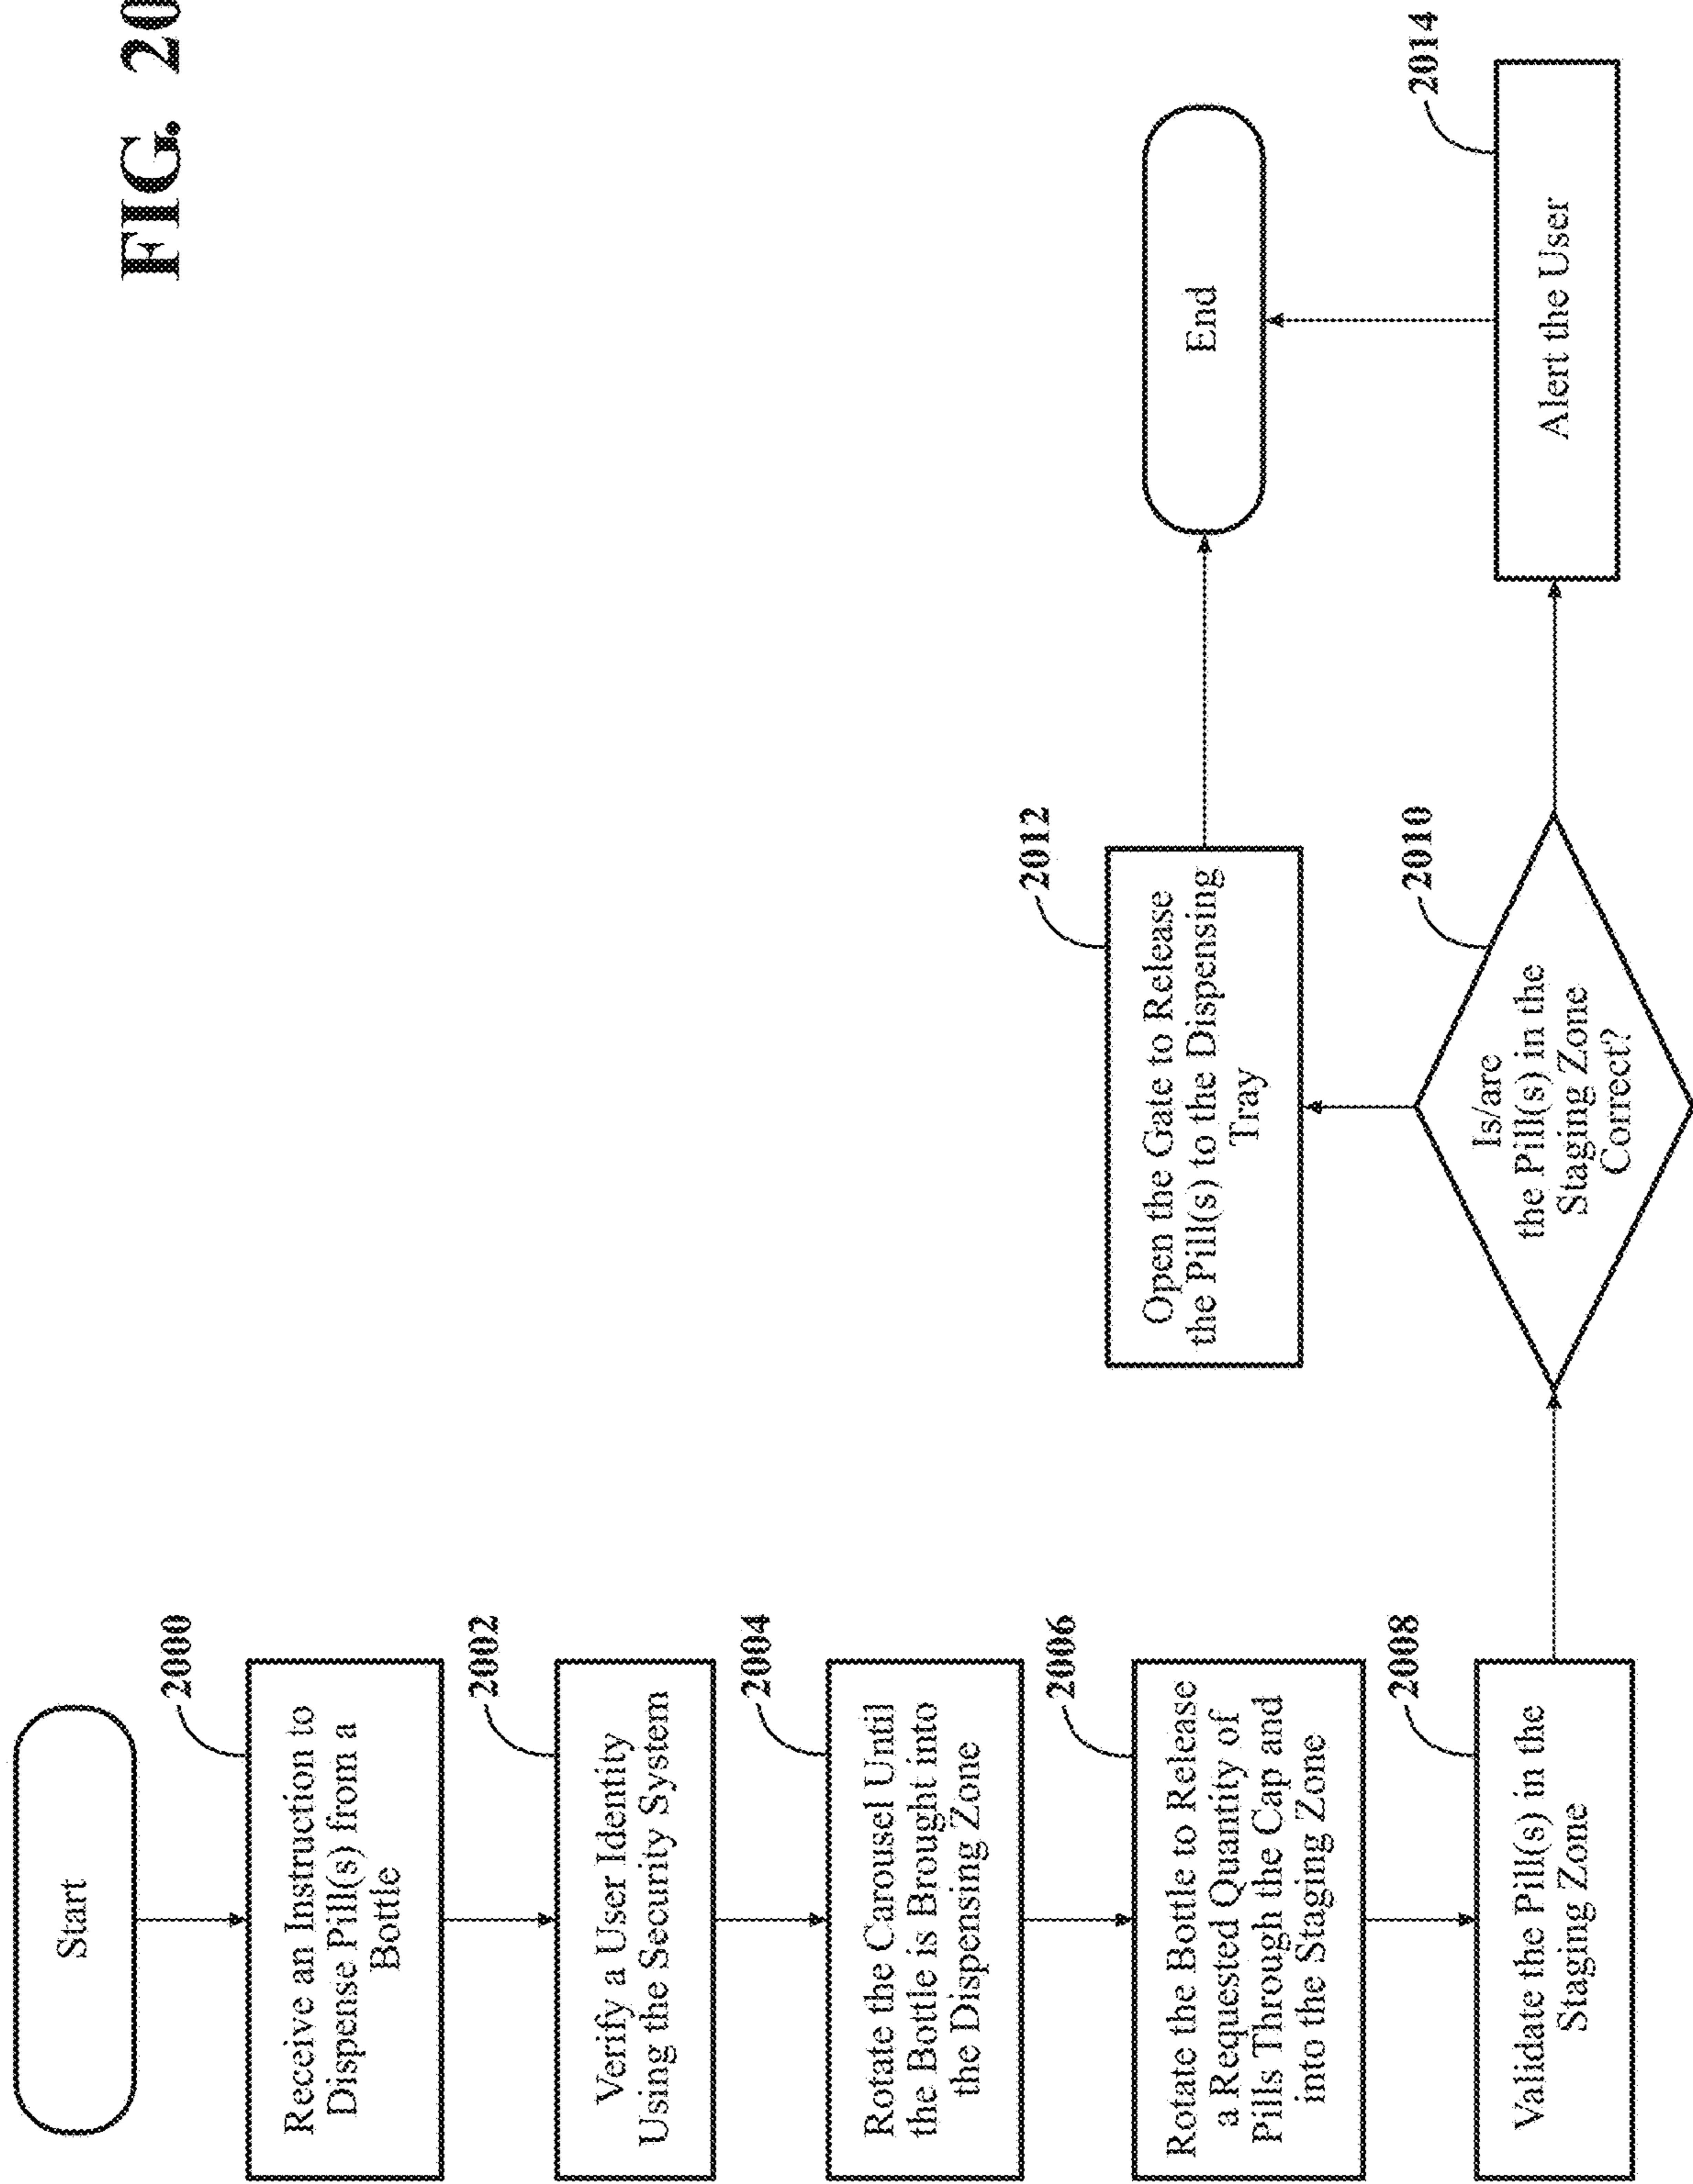 FIG. 20
Start
2000
Receive an Instruction to
Dispense Pill(s) from a
Bottle
2002
Verify a User Identity
Using the Security System
2004
Rotate the Carousel Until
the Bottle is Brought into
the Dispensing Zone
2006
Rotate the Bottle to Release
a Requested Quantity of
Pills Through the Cap and
into the Staging Zone
2008
Validate the Pill(s) in the
Staging Zone
2010
Is/are
the Pill(s) in the
Staging Zone
Correct?
2012
Open the Gate to Release
the Pill(s) to the Dispensing
Tray
End
2014
Alert the User